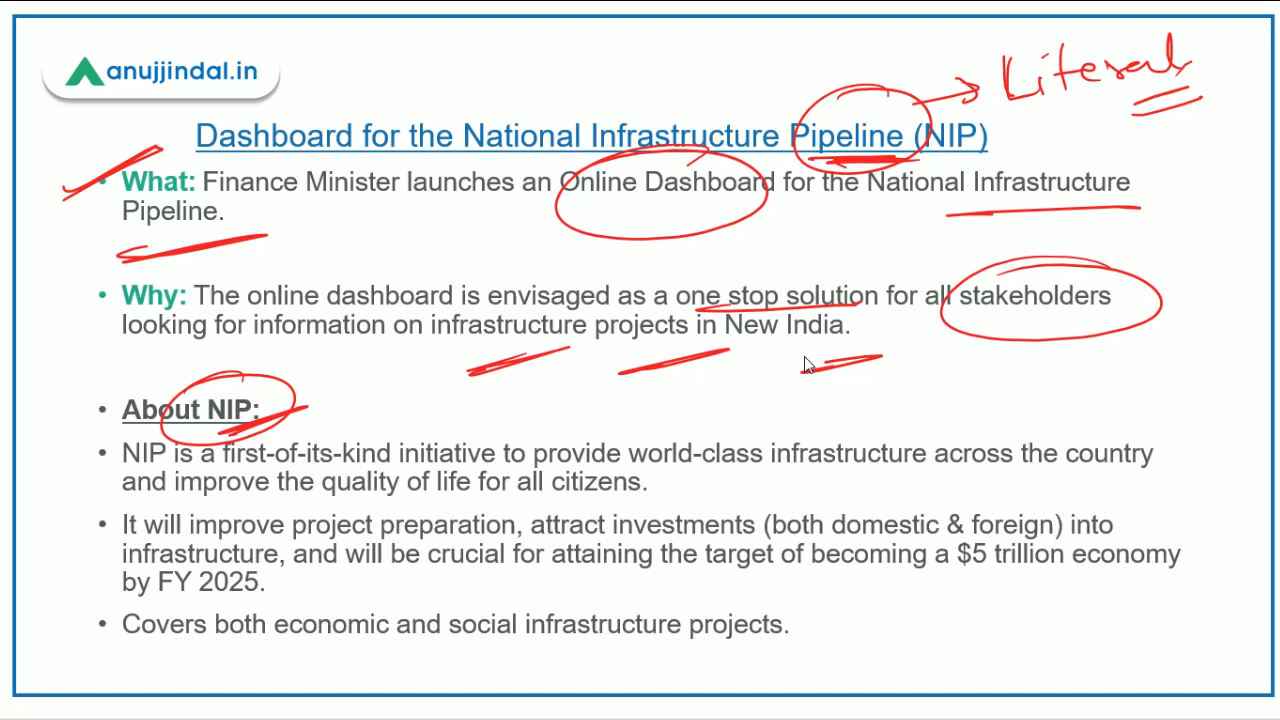 anujjindal.in
Literal
Dashboard for the National Infrastructure Pipeline (NIP)
• What: Finance Minister launches an Online Dashboard for the National Infrastructure
Pipeline.
• Why: The online dashboard is envisaged as a one stop solution for all stakeholders
looking for information on infrastructure projects in New India.
• About NIP:
• NIP is a first-of-its-kind initiative to provide world-class infrastructure across the country
and improve the quality of life for all citizens.
• It will improve project preparation, attract investments (both domestic & foreign) into
infrastructure, and will be crucial for attaining the target of becoming a $5 trillion economy
by FY 2025.
• Covers both economic and social infrastructure projects.